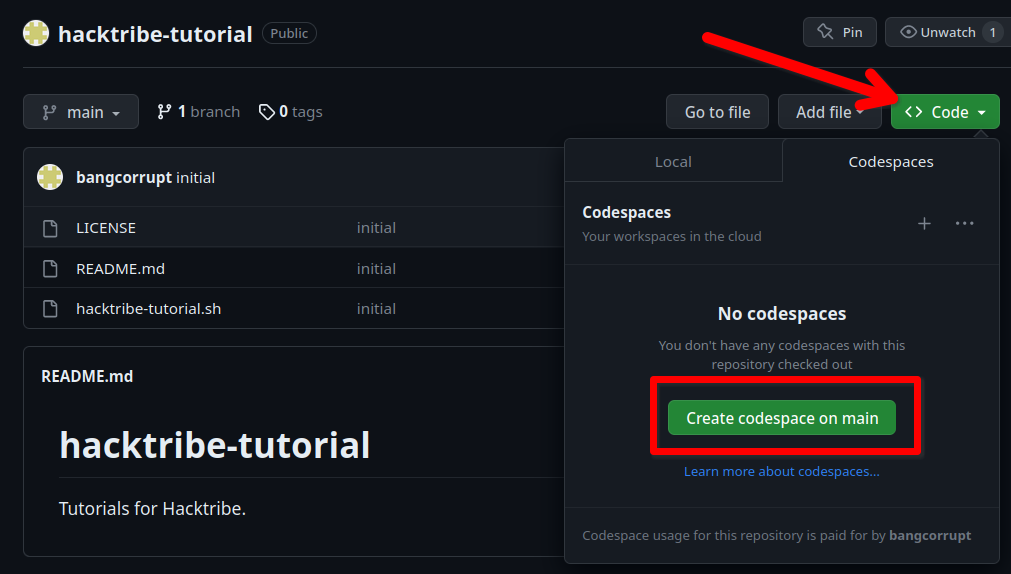 hacktribe-tutorial Public Pin Unwatch 1
main 1 branch 0 tags Go to file Add file Code
Local Codespaces
bangcorrupt initial
Codespaces
Your workspaces in the cloud
LICENSE initial
README.md initial
hacktribe-tutorial.sh initial
No codespaces
You don't have any codespaces with this
repository checked out
Create codespace on main
Learn more about codespaces...
Codespace usage for this repository is paid for by bangcorrupt
README.md
hacktribe-tutorial
Tutorials for Hacktribe.